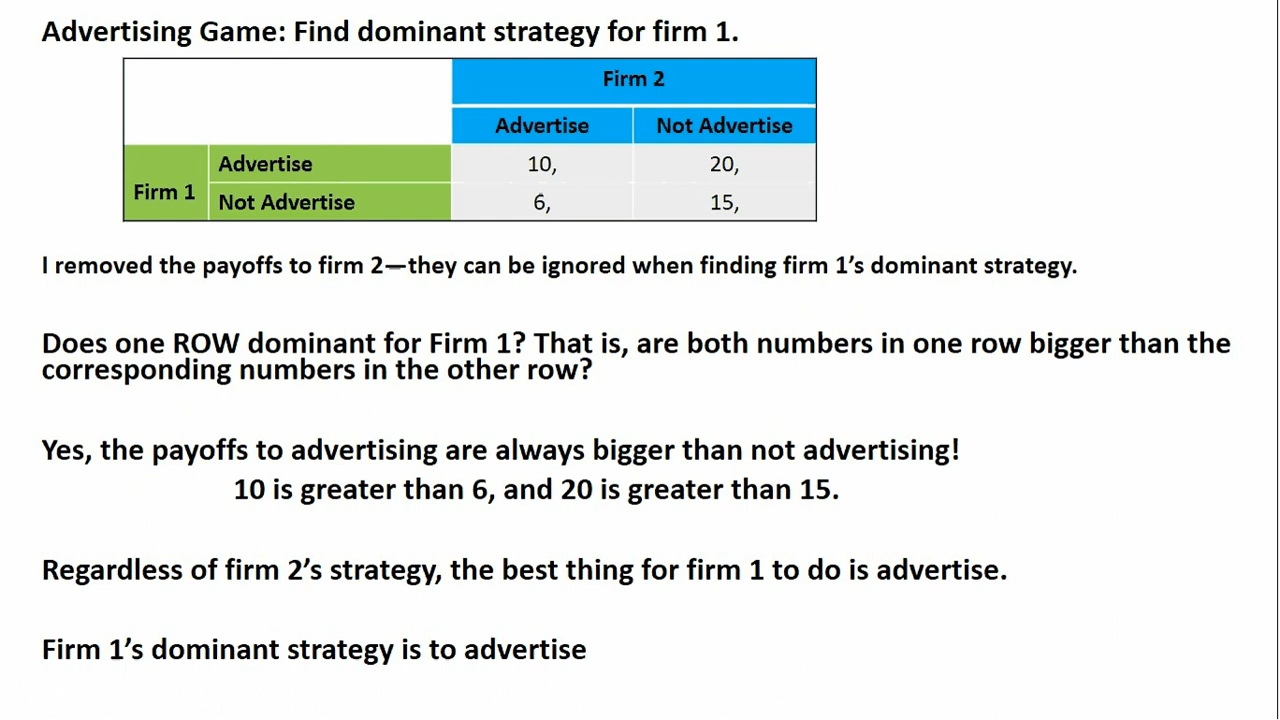 Advertising Game: Find dominant strategy for firm 1.
Firm 2
Advertise Not Advertise
Firm 1
Advertise 10, 20,
Not Advertise 6, 15,
I removed the payoffs to firm 2—they can be ignored when finding firm 1’s dominant strategy.
Does one ROW dominant for Firm 1? That is, are both numbers in one row bigger than the
corresponding numbers in the other row?
Yes, the payoffs to advertising are always bigger than not advertising!
10 is greater than 6, and 20 is greater than 15.
Regardless of firm 2’s strategy, the best thing for firm 1 to do is advertise.
Firm 1’s dominant strategy is to advertise